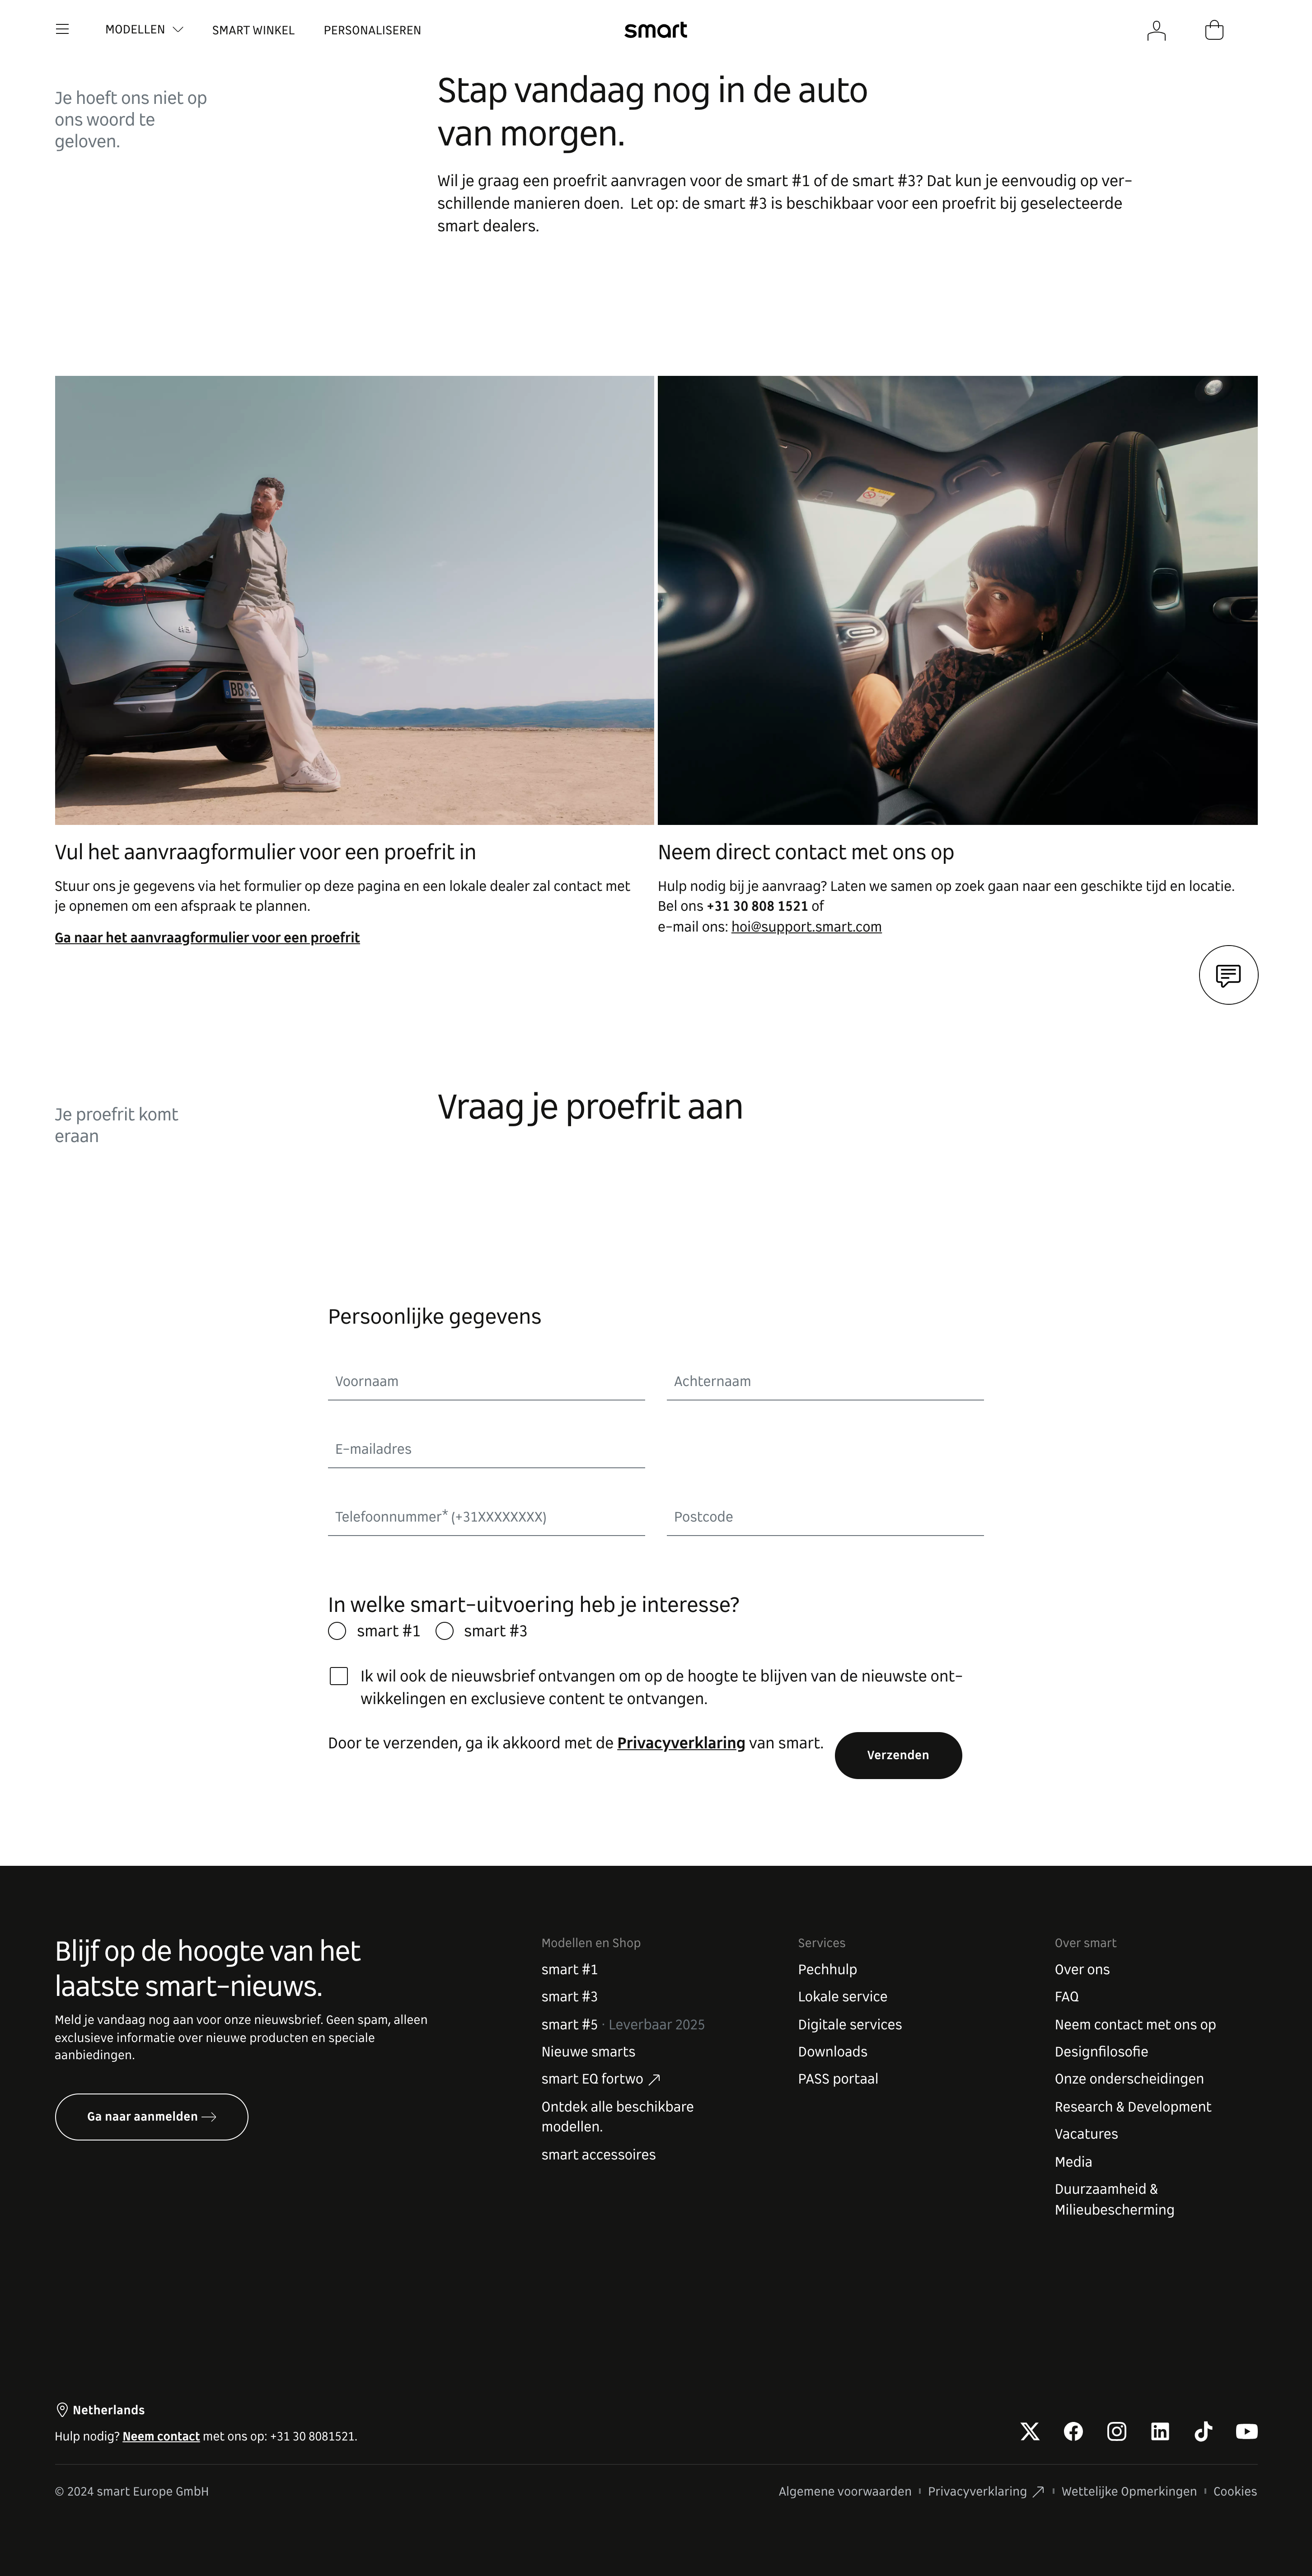 MODELLEN
SMART WINKEL
PERSONALISEREN
smart
Je hoeft ons niet op
ons woord te
geloven.
Stap vandaag nog in de auto
van morgen.
Wil je graag een proefrit aanvragen voor de smart #1 of de smart #3? Dat kun je eenvoudig op ver-
schillende manieren doen.  Let op: de smart #3 is beschikbaar voor een proefrit bij geselecteerde
smart dealers.
#3
Vul het aanvraagformulier voor een proefrit in
Stuur ons je gegevens via het formulier op deze pagina en een lokale dealer zal contact met
je opnemen om een afspraak te plannen.
Ga naar het aanvraagformulier voor een proefrit
Neem direct contact met ons op
Hulp nodig bij je aanvraag? Laten we samen op zoek gaan naar een geschikte tijd en locatie.
Bel ons +31 30 808 1521 of
e-mail ons: hoi@support.smart.com
Je proefrit komt
eraan
Vraag je proefrit aan
Persoonlijke gegevens
Voornaam
Achternaam
E-mailadres
Telefoonnummer* (+31XXXXXXXX)
Postcode
In welke smart-uitvoering heb je interesse?
smart #1
smart #3
Ik wil ook de nieuwsbrief ontvangen om op de hoogte te blijven van de nieuwste ont-
wikkelingen en exclusieve content te ontvangen.
Door te verzenden, ga ik akkoord met de Privacyverklaring van smart.
Verzenden
Blijf op de hoogte van het
laatste smart-nieuws.
Meld je vandaag nog aan voor onze nieuwsbrief. Geen spam, alleen
exclusieve informatie over nieuwe producten en speciale
aanbiedingen.
Ga naar aanmelden
Modellen en Shop
smart #1
smart #3
smart #5 · Leverbaar 2025
Nieuwe smarts
smart EQ fortwo
Ontdek alle beschikbare
modellen.
smart accessoires
Services
Pechhulp
Lokale service
Digitale services
Downloads
PASS portaal
Over smart
Over ons
FAQ
Neem contact met ons op
Designfilosofie
Onze onderscheidingen
Research & Development
Vacatures
Media
Duurzaamheid &
Milieubescherming
Netherlands
Hulp nodig? Neem contact met ons op: +31 30 8081521.
© 2024 smart Europe GmbH
Algemene voorwaarden
Privacyverklaring
Wettelijke Opmerkingen
Cookies